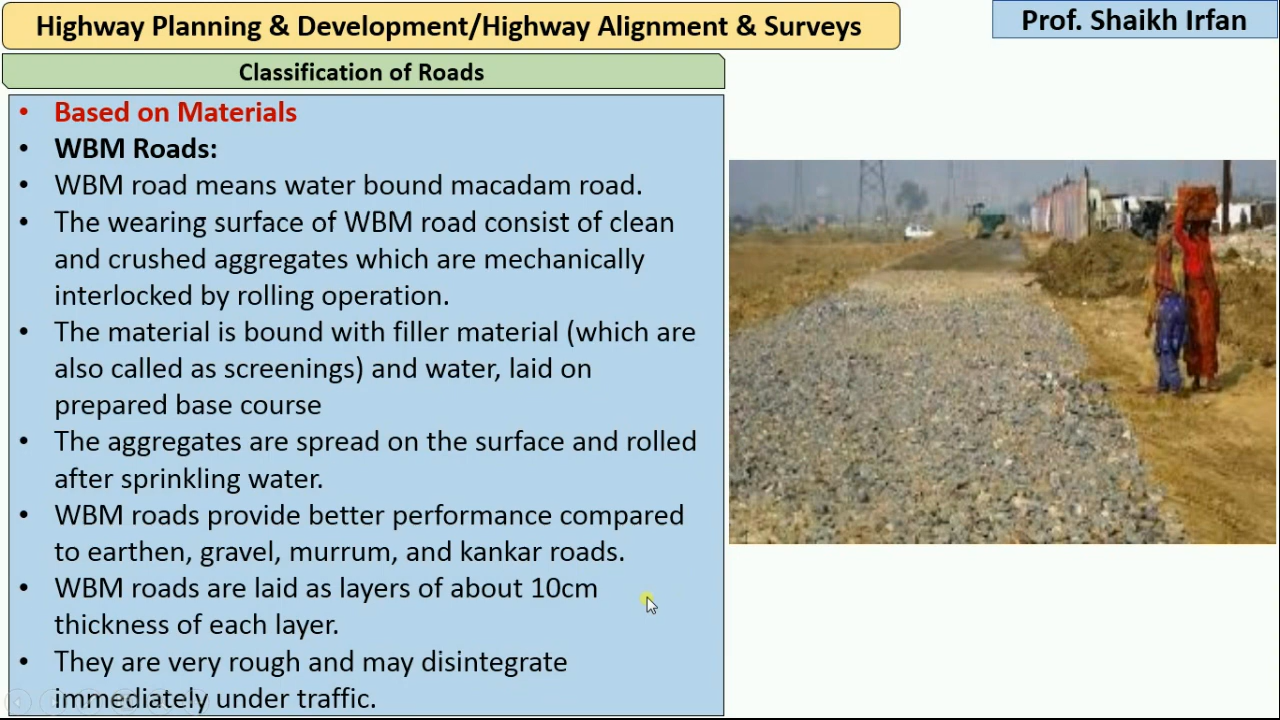 Highway Planning & Development/Highway Alignment & Surveys
Prof. Shaikh Irfan
Classification of Roads
• Based on Materials
• WBM Roads:
• WBM road means water bound macadam road.
• The wearing surface of WBM road consist of clean
and crushed aggregates which are mechanically
interlocked by rolling operation.
• The material is bound with filler material (which are
also called as screenings) and water, laid on
prepared base course
• The aggregates are spread on the surface and rolled
after sprinkling water.
• WBM roads provide better performance compared
to earthen, gravel, murrum, and kankar roads.
• WBM roads are laid as layers of about 10cm
thickness of each layer.
• They are very rough and may disintegrate
immediately under traffic.